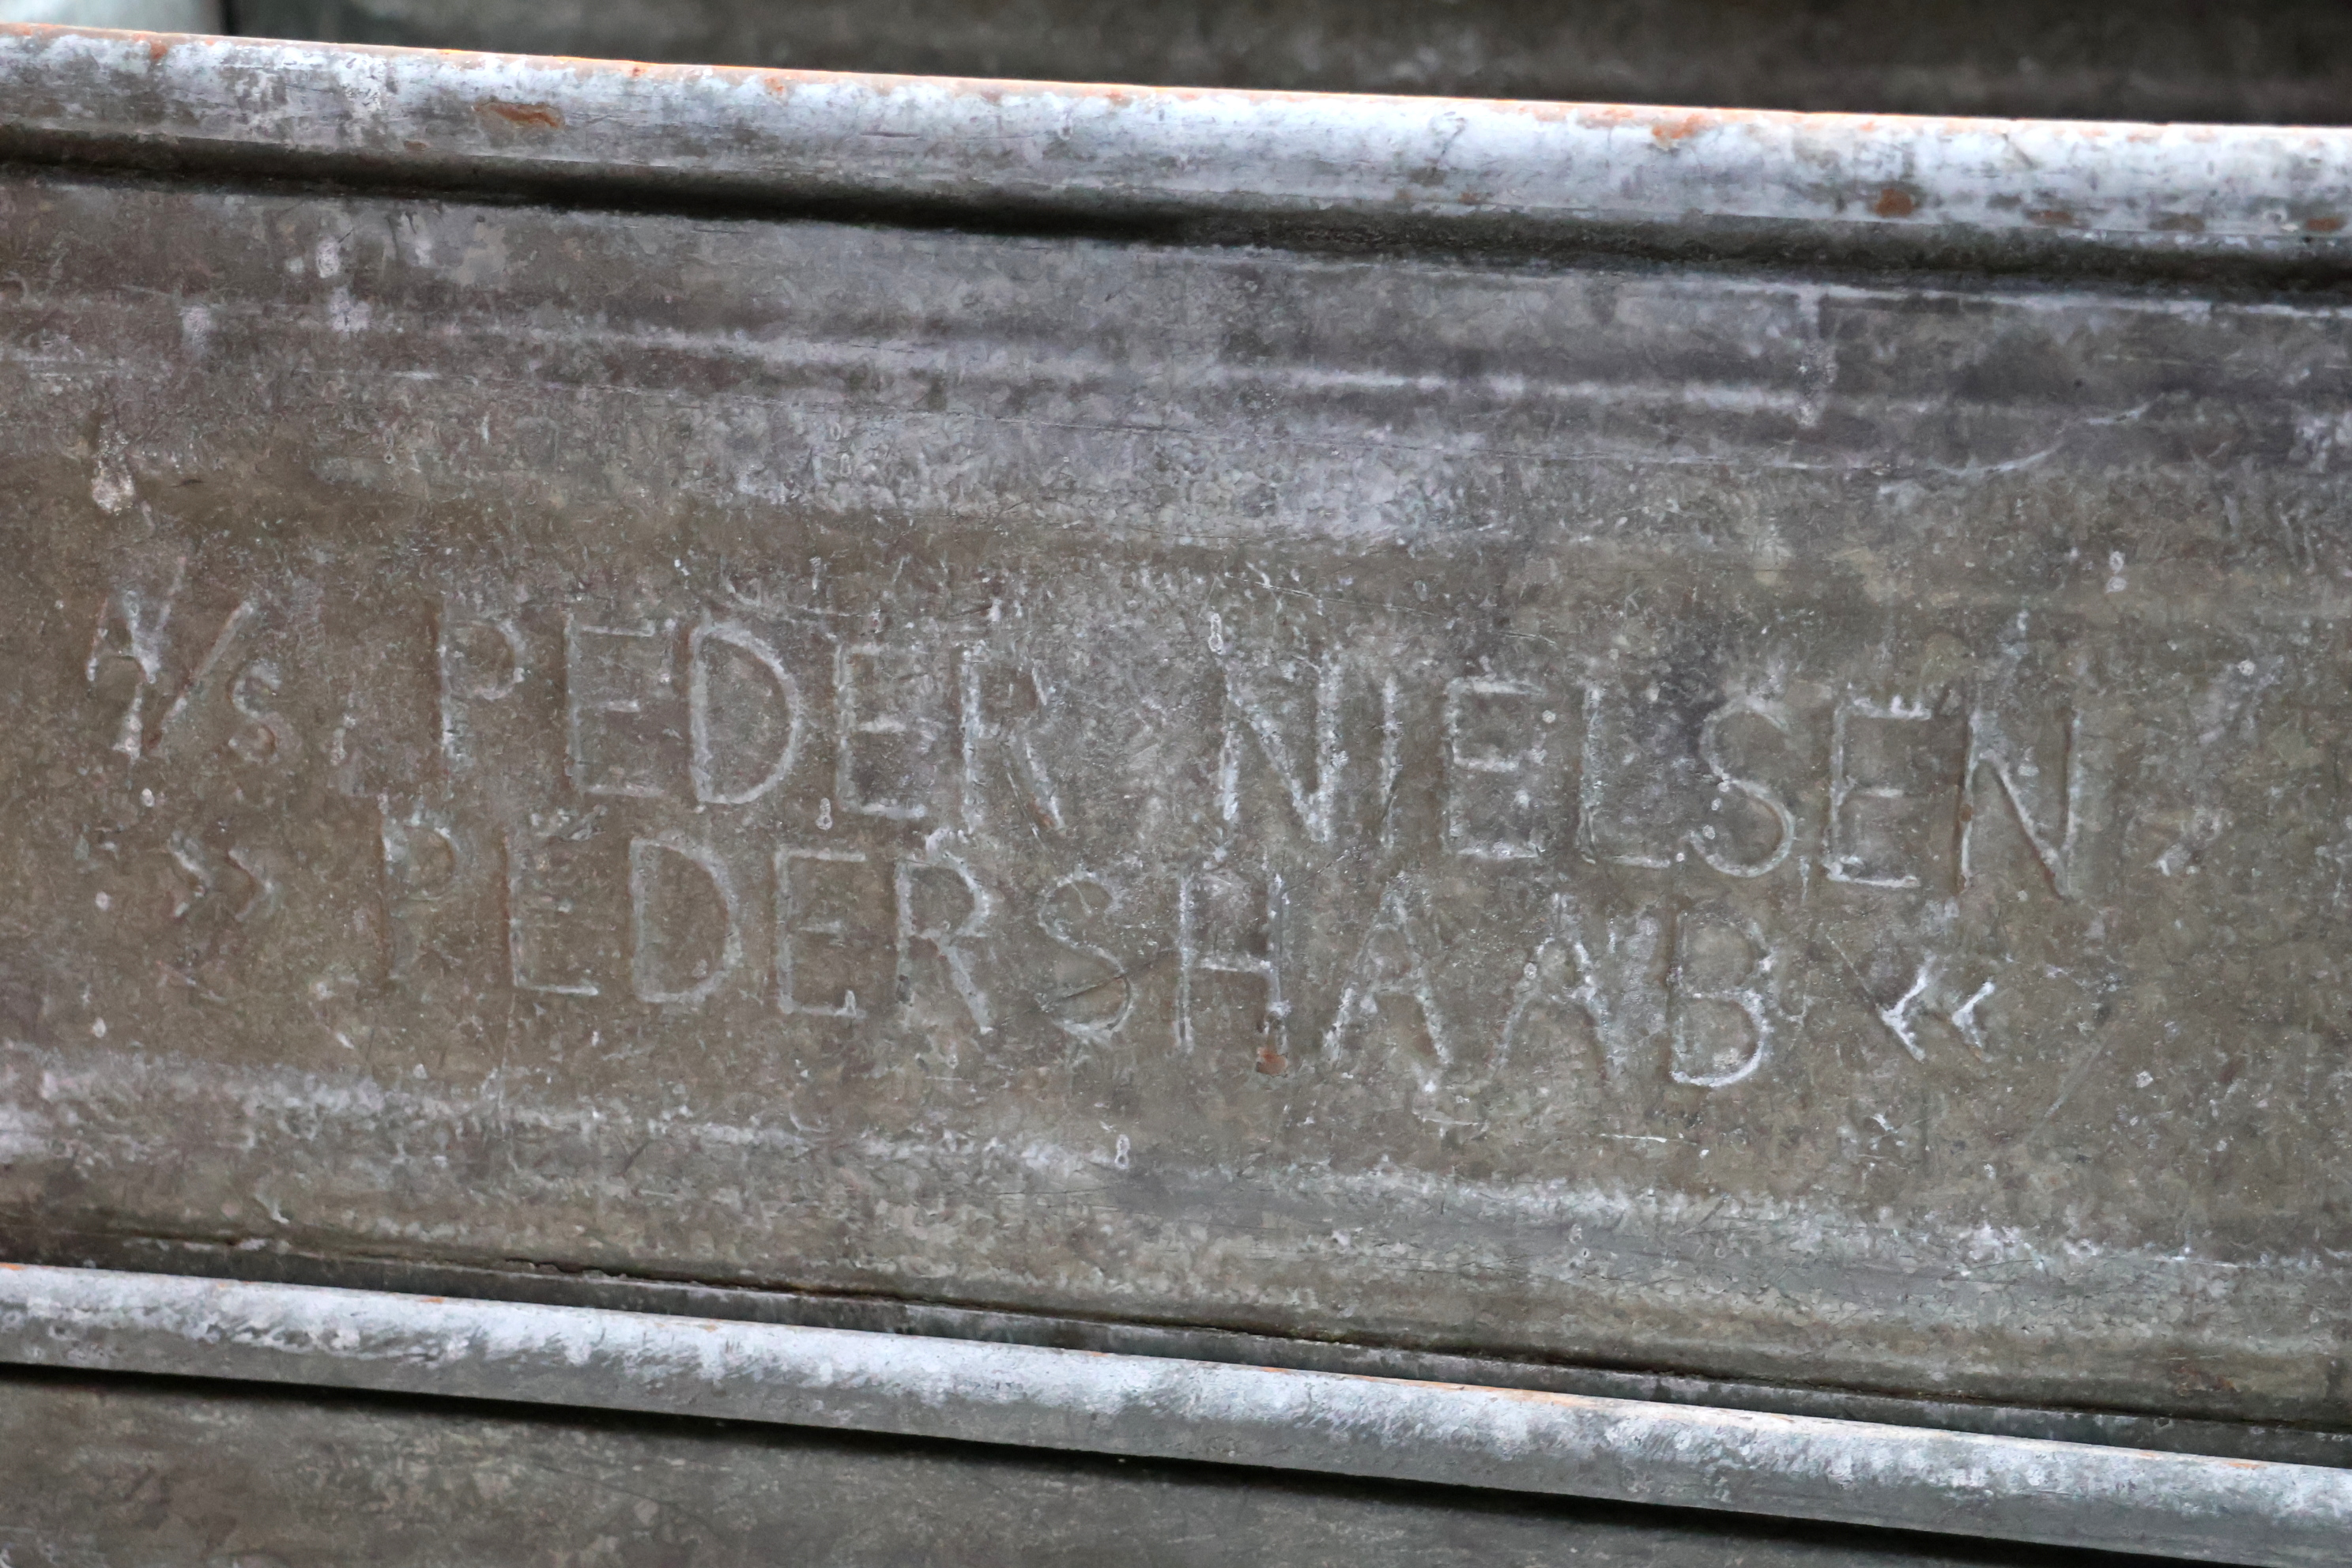 A/s. PEDER NIELSEN,
»PEDERSHAAB«